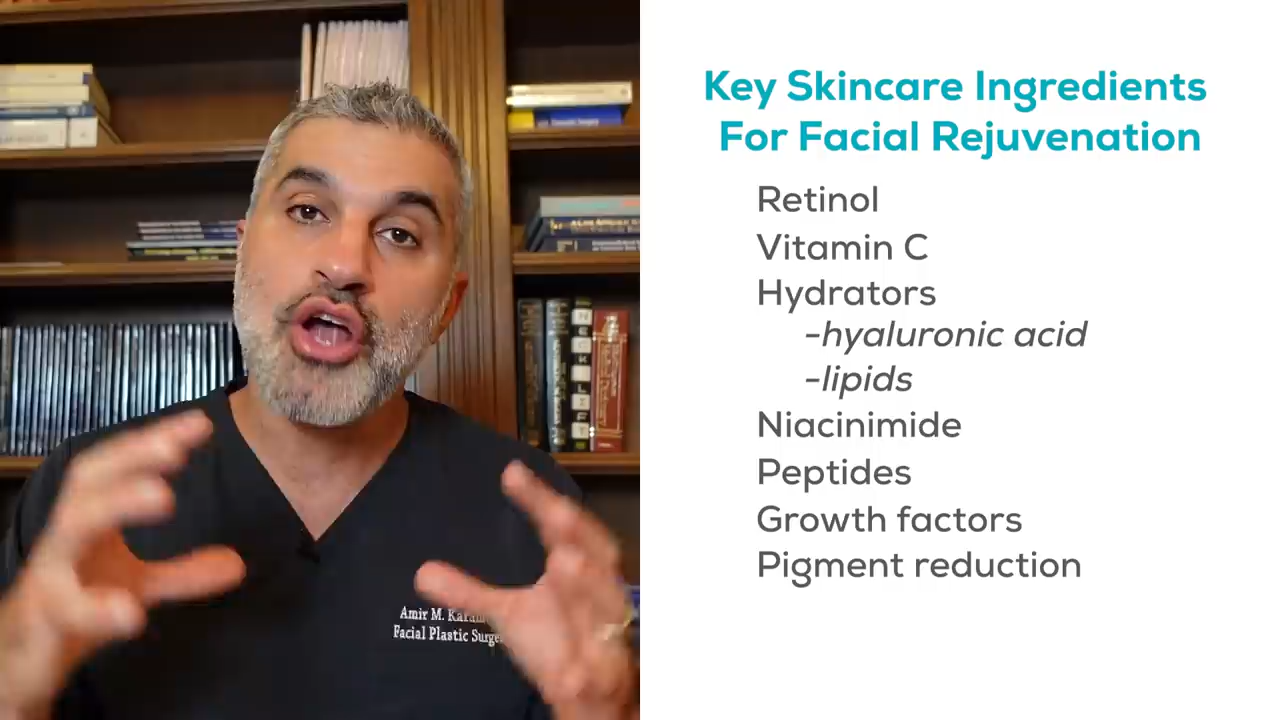 Key Skincare Ingredients
For Facial Rejuvenation
Retinol
Vitamin C
Hydrators
-hyaluronic acid
-lipids
Niacinimide
Peptides
Growth factors
Pigment reduction
Amir M.
Facial Plastic
NECKLIFT